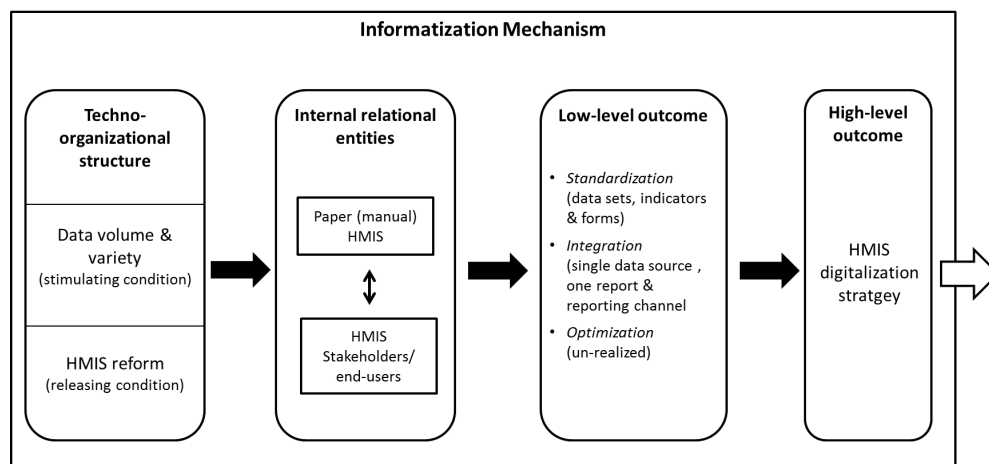 Informatization Mechanism
Techno-
organizational
structure
Data volume &
variety
(stimulating condition)
HMIS reform
(releasing condition)
Internal relational
entities
Paper (manual)
HMIS
HMIS
Stakeholders/
end-users
Low-level outcome
• Standardization
(data sets, indicators
& forms)
• Integration
(single data source ,
one report &
reporting channel
• Optimization
(un-realized)
High-level
outcome
HMIS
digitalization
stratgey